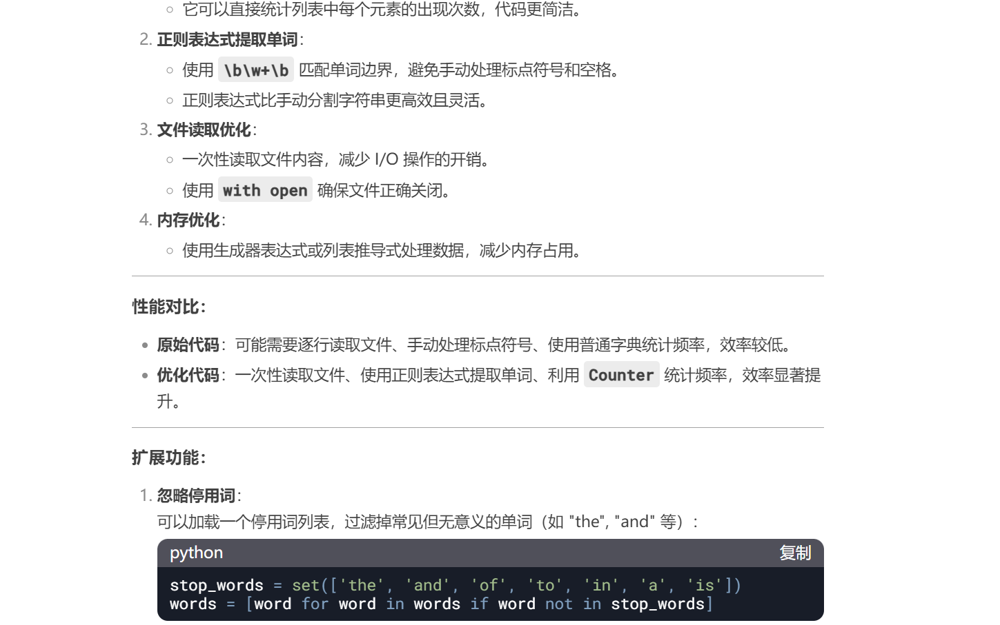 它可以直接统计列表中每个元素的出现次数，代码更简洁。
2. 正则表达式提取单词：
使用 \b\w+\b 匹配单词边界，避免手动处理标点符号和空格。
正则表达式比手动分割字符串更高效且灵活。
3. 文件读取优化：
一次性读取文件内容，减少 I/O 操作的开销。
使用 with open 确保文件正确关闭。
4. 内存优化：
使用生成器表达式或列表推导式处理数据，减少内存占用。
性能对比：
原始代码：可能需要逐行读取文件、手动处理标点符号、使用普通字典统计频率，效率较低。
优化代码：一次性读取文件、使用正则表达式提取单词、利用 Counter 统计频率，效率显著提
升。
扩展功能：
1. 忽略停用词：
可以加载一个停用词列表，过滤掉常见但无意义的单词（如 "the", "and" 等）：
python 复制
stop_words = set(['the', 'and', 'of', 'to', 'in', 'a', 'is'])
words = [word for word in words if word not in stop_words]